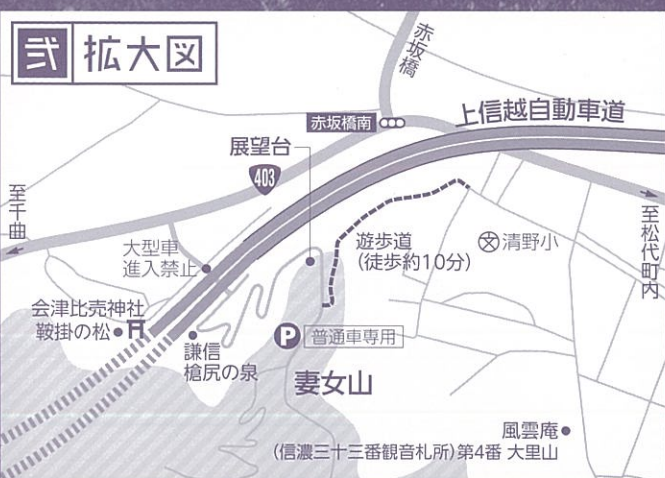 弐 拡大図
赤坂橋
上信越自動車道
赤坂橋南
展望台
403
至千曲
大型車
進入禁止
遊歩道
(徒歩約10分)
文 清野小
至松代町内
会津比売神社
鞍掛の松
謙信
槍尻の泉
P 普通車専用
妻女山
風雲庵
(信濃三十三番観音札所)第4番 大里山